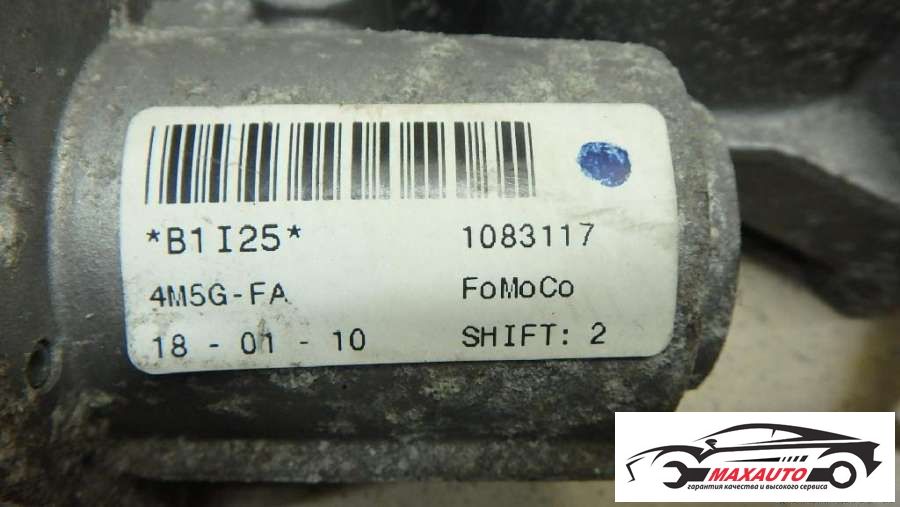 *B1I25* 1083117
4M5G-FA FoMoCo
18 - 01 - 10 SHIFT: 2
MAXAUTO
гарантия качества и высокого сервиса